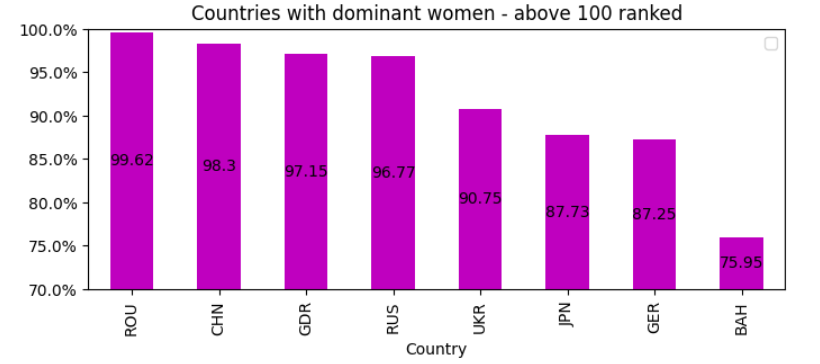 Countries with dominant women - above 100 ranked
100.0%
95.0%
90.0%
85.0%
80.0%
75.0%
70.0%
99.62
98.3
97.15
96.77
90.75
87.73
87.25
75.95
ROU
CHN
GDR
RUS
UKR
JPN
GER
BAH
Country